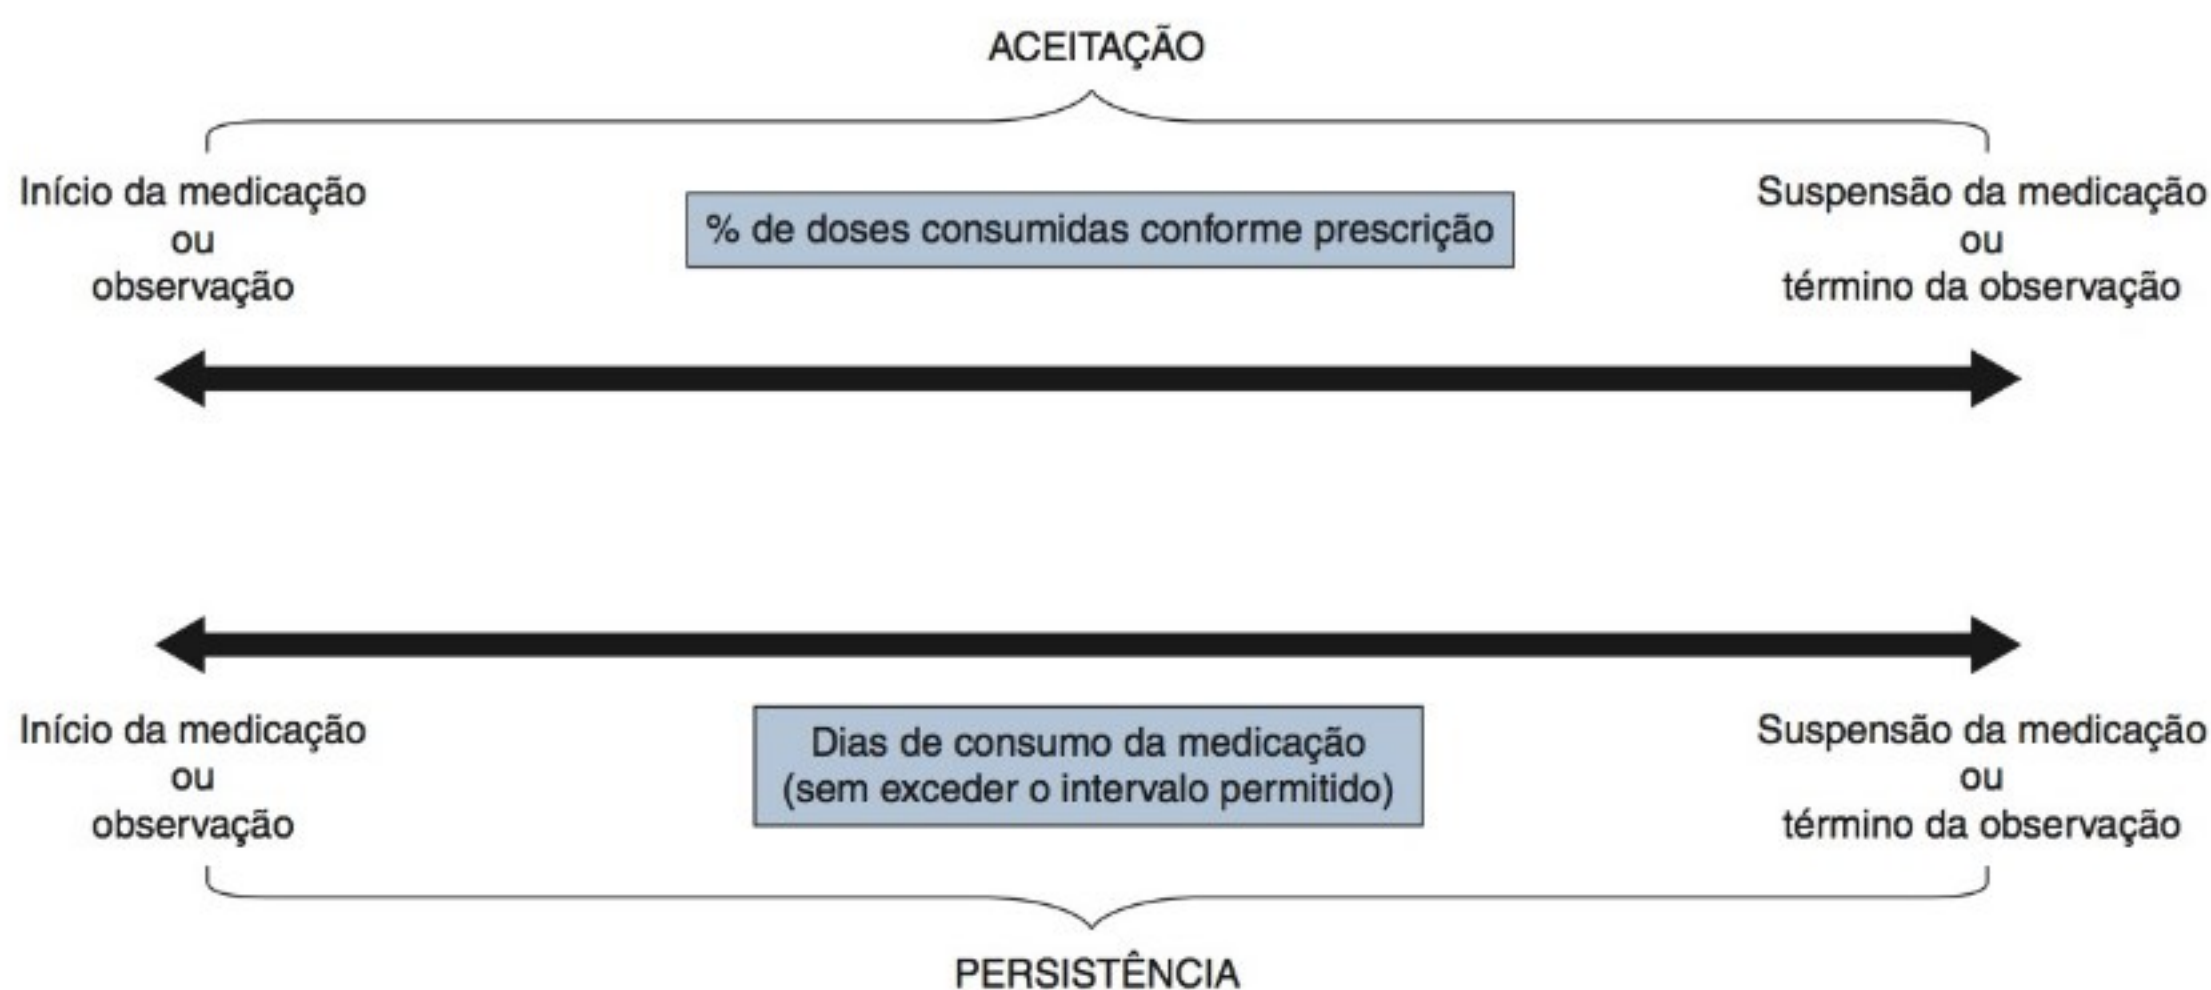 ACEITAÇÃO
Início da medicação
ou
observação
% de doses consumidas conforme prescrição
Suspensão da medicação
ou
término da observação
Início da medicação
ou
observação
Dias de consumo da medicação
(sem exceder o intervalo permitido)
Suspensão da medicação
ou
término da observação
PERSISTÊNCIA